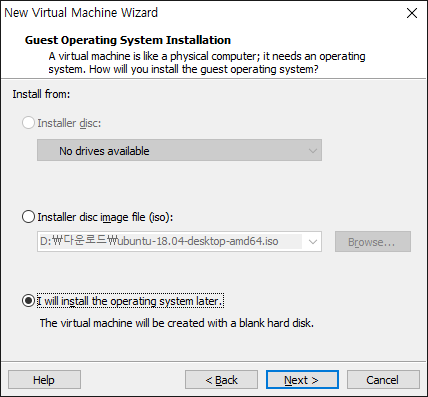 New Virtual Machine Wizard
Guest Operating System Installation
A virtual machine is like a physical computer; it needs an operating
system. How will you install the guest operating system?
Install from:
Installer disc:
No drives available
Installer disc image file (iso):
D:₩다운로드₩ubuntu-18.04-desktop-amd64.iso
Browse...
I will install the operating system later.
The virtual machine will be created with a blank hard disk.
Help
< Back
Next >
Cancel